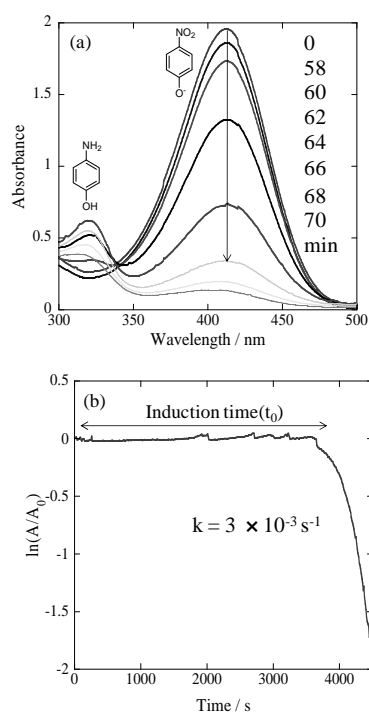 (a)
NO₂
O⁻
NH₂
OH
0
58
60
62
64
66
68
70
min
Absorbance
2
1.5
1
0.5
0
300
350
400
450
500
Wavelength / nm
(b)
Induction time(t₀)
k = 3 × 10⁻³ s⁻¹
ln(A/A₀)
0.5
0
-0.5
-1
-1.5
-2
0
1000
2000
3000
4000
Time / s